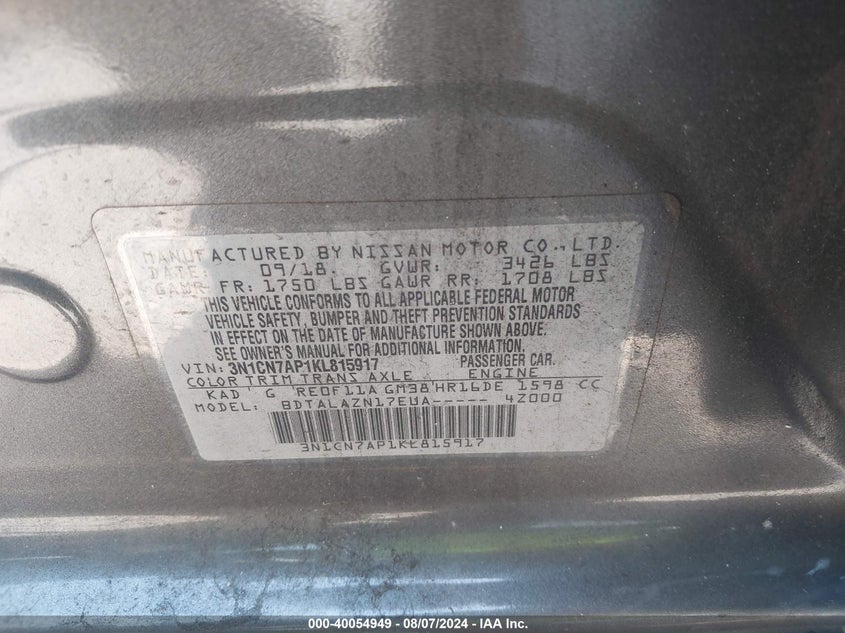 MANUFACTURED BY NISSAN MOTOR CO., LTD.
DATE: 09/18 GVWR: 3426 LBS
GAWR FR: 1750 LBS GAWR RR: 1708 LBS
THIS VEHICLE CONFORMS TO ALL APPLICABLE FEDERAL MOTOR
VEHICLE SAFETY, BUMPER AND THEFT PREVENTION STANDARDS
IN EFFECT ON THE DATE OF MANUFACTURE SHOWN ABOVE.
SEE OWNER'S MANUAL FOR ADDITIONAL INFORMATION.
VIN: 3N1CN7AP1KL815917 PASSENGER CAR.
COLOR TRIM TRANS AXLE ENGINE
KAD G RE0F11A GM38 HR16DE 1598 CC
MODEL: BDTALAZN17EUA----- 4Z000
3N1CN7AP1KL815917
000-40054949 - 08/07/2024 - IAA Inc.